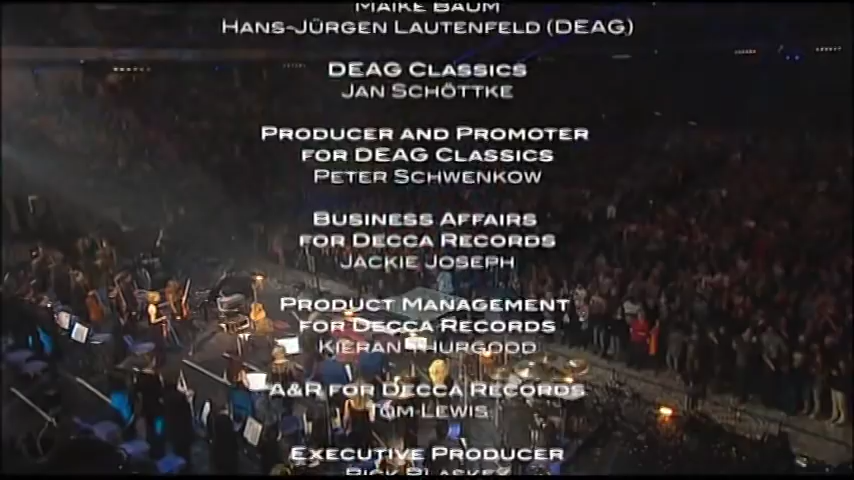 MAIKE BAUM
HANS-JÜRGEN LAUTENFELD (DEAG)
DEAG CLASSICS
JAN SCHÖTTKE
PRODUCER AND PROMOTER
FOR DEAG CLASSICS
PETER SCHWENKOW
BUSINESS AFFAIRS
FOR DECCA RECORDS
JACKIE JOSEPH
PRODUCT MANAGEMENT
FOR DECCA RECORDS
KIERAN THURGOOD
A&R FOR DECCA RECORDS
TOM LEWIS
EXECUTIVE PRODUCER
RICK BLASKEY